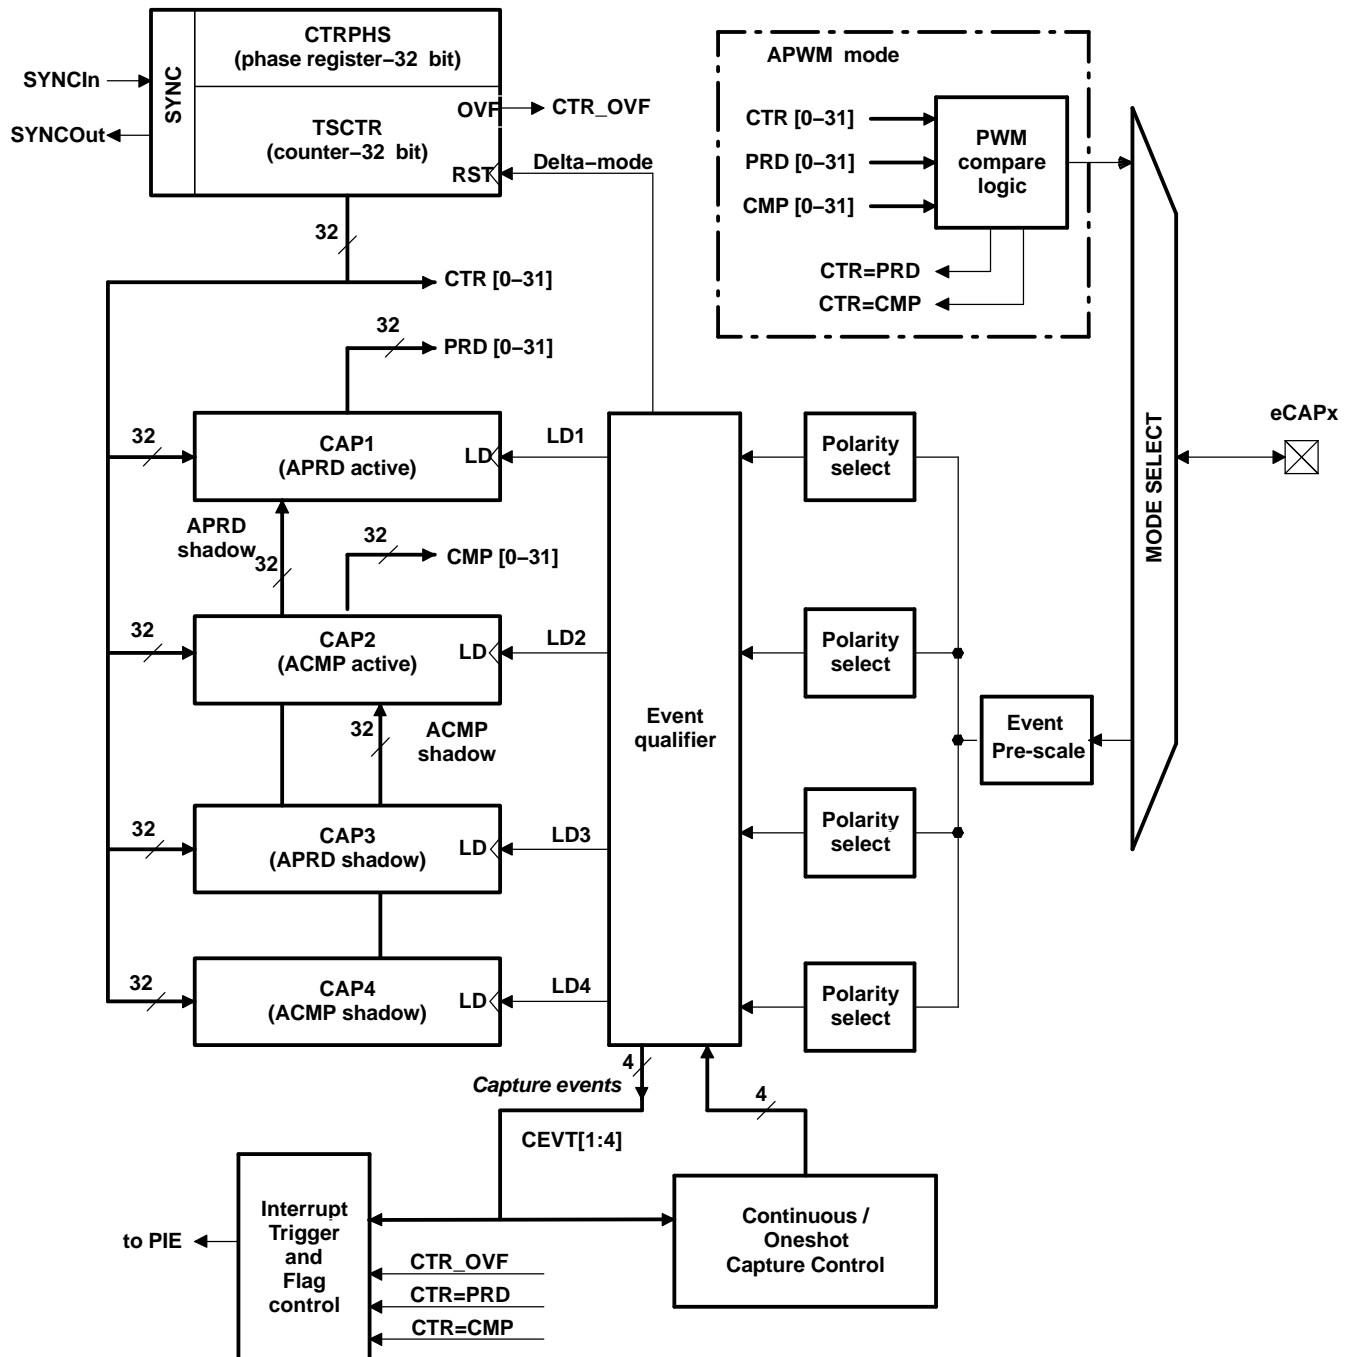 CTRPHS
(phase register−32 bit)
APWM mode
SYNCIn
SYNC
OVF
CTR_OVF
SYNCOut
TSCTR
(counter−32 bit)
RST
Delta−mode
CTR [0−31]
PRD [0−31]
CMP [0−31]
PWM
compare
logic
CTR=PRD
CTR=CMP
32
CTR [0−31]
32
PRD [0−31]
32
CAP1
(APRD active)
LD
LD1
Polarity
select
eCAPx
MODE SELECT
APRD
shadow
32
32
CMP [0−31]
32
CAP2
(ACMP active)
LD
LD2
Polarity
select
32
ACMP
shadow
Event
qualifier
Event
Pre-scale
32
CAP3
(APRD shadow)
LD
LD3
Polarity
select
32
CAP4
(ACMP shadow)
LD
LD4
Polarity
select
4
Capture events
4
CEVT[1:4]
Interrupt
Trigger
and
Flag
control
to PIE
Continuous /
Oneshot
Capture Control
CTR_OVF
CTR=PRD
CTR=CMP